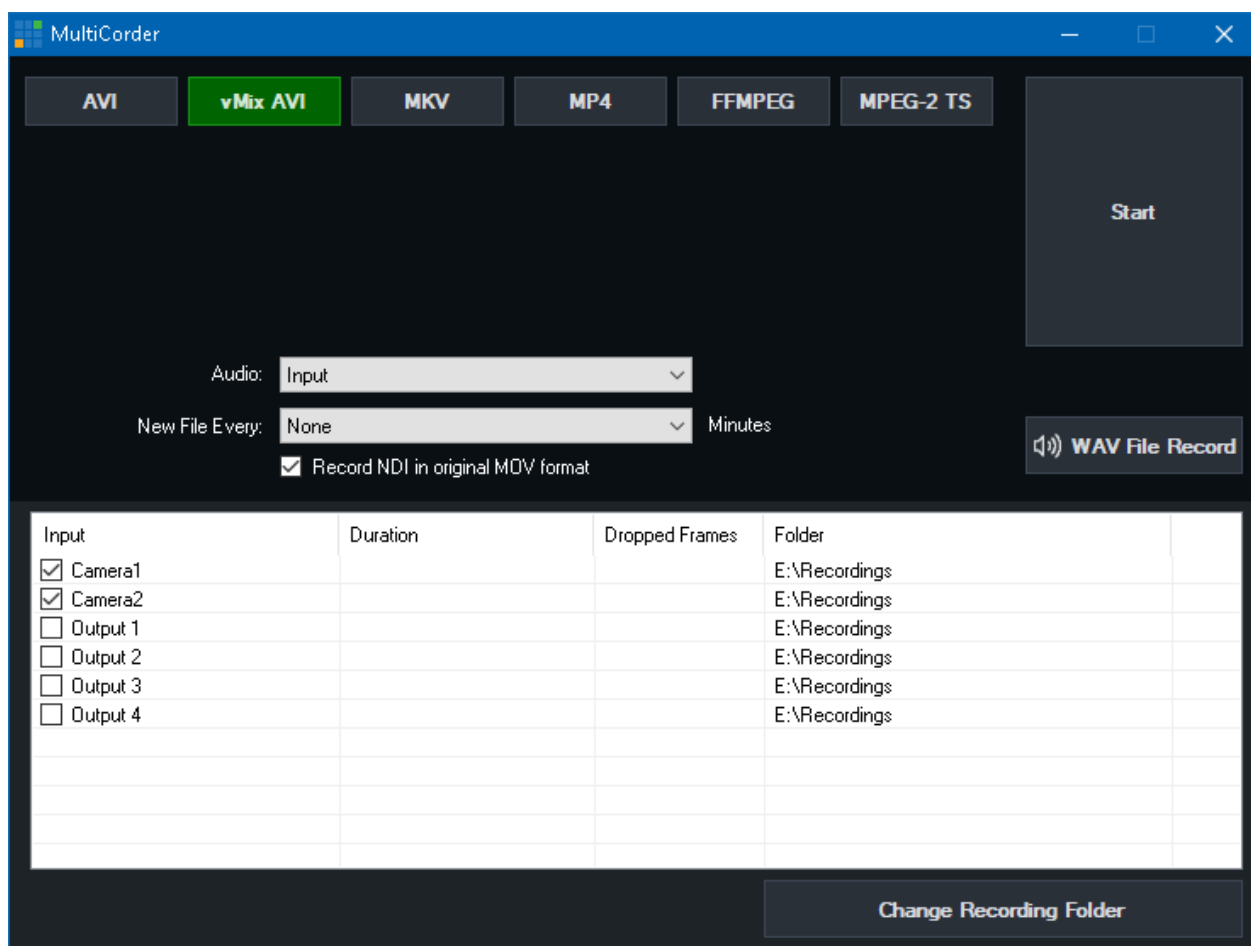 MultiCorder
AVI vMix AVI MKV MP4 FFMPEG MPEG-2 TS
Start
Audio: Input
New File Every: None Minutes
Record NDI in original MOV format
WAV File Record
Input Duration Dropped Frames Folder
Camera1 E:\Recordings
Camera2 E:\Recordings
Output 1 E:\Recordings
Output 2 E:\Recordings
Output 3 E:\Recordings
Output 4 E:\Recordings
Change Recording Folder